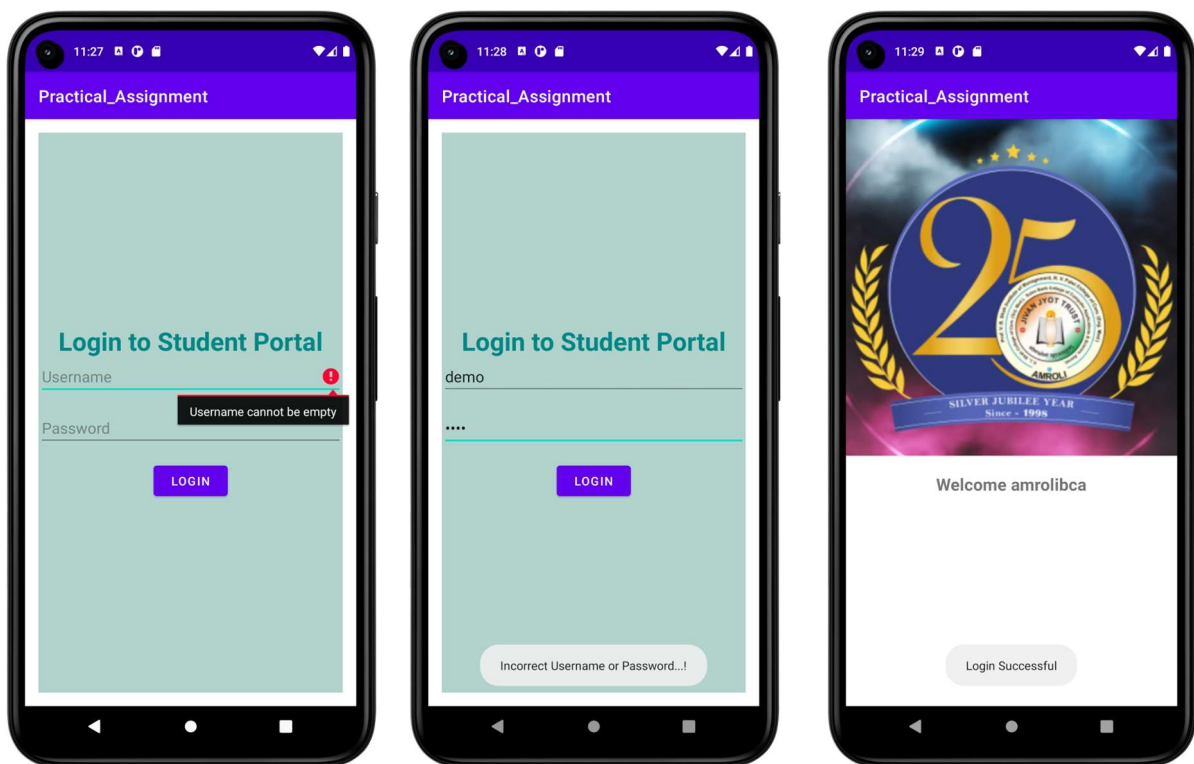 11:27
Practical_Assignment
Login to Student Portal
Username
Username cannot be empty
Password
LOGIN
11:28
Practical_Assignment
Login to Student Portal
demo
••••
LOGIN
Incorrect Username or Password...!
11:29
Practical_Assignment
25
JIVAN JYOT TRUST
AMROLI
SILVER JUBILEE YEAR
Since - 1998
Welcome amrolibca
Login Successful